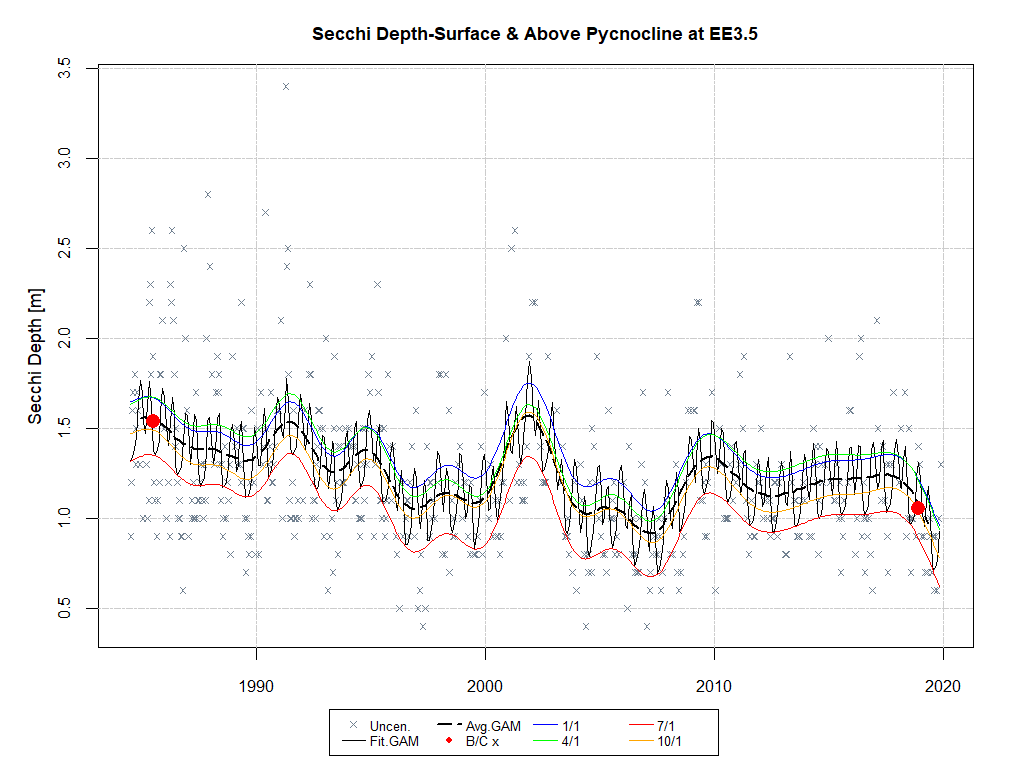 Secchi Depth-Surface & Above Pycnocline at EE3.5
Secchi Depth [m]
3.5
3.0
2.5
2.0
1.5
1.0
0.5
1990 2000 2010 2020
Uncen. Avg.GAM 1/1 7/1
Fit.GAM B/C x 4/1 10/1